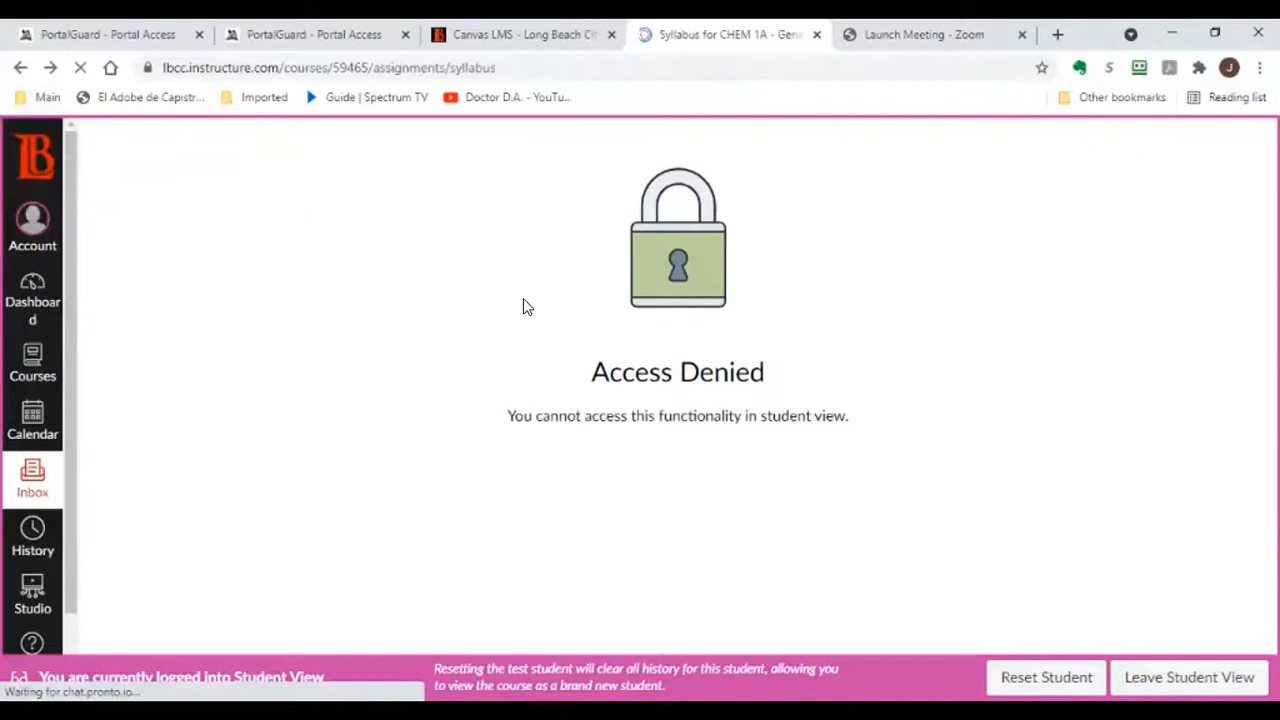 PortalGuard - Portal Access
PortalGuard - Portal Access
Canvas LMS - Long Beach Cit
Syllabus for CHEM 1A - Gene
Launch Meeting - Zoom
lbcc.instructure.com/courses/59465/assignments/syllabus
Main
El Adobe de Capistr...
Imported
Guide | Spectrum TV
Doctor D.A. - YouTu...
Other bookmarks
Reading list
LB
Account
Dashboar
d
Courses
Calendar
Inbox
History
Studio
Access Denied
You cannot access this functionality in student view.
You are currently logged into Student View
Resetting the test student will clear all history for this student, allowing you
to view the course as a brand new student.
Reset Student
Leave Student View
Waiting for chat.pronto.io...